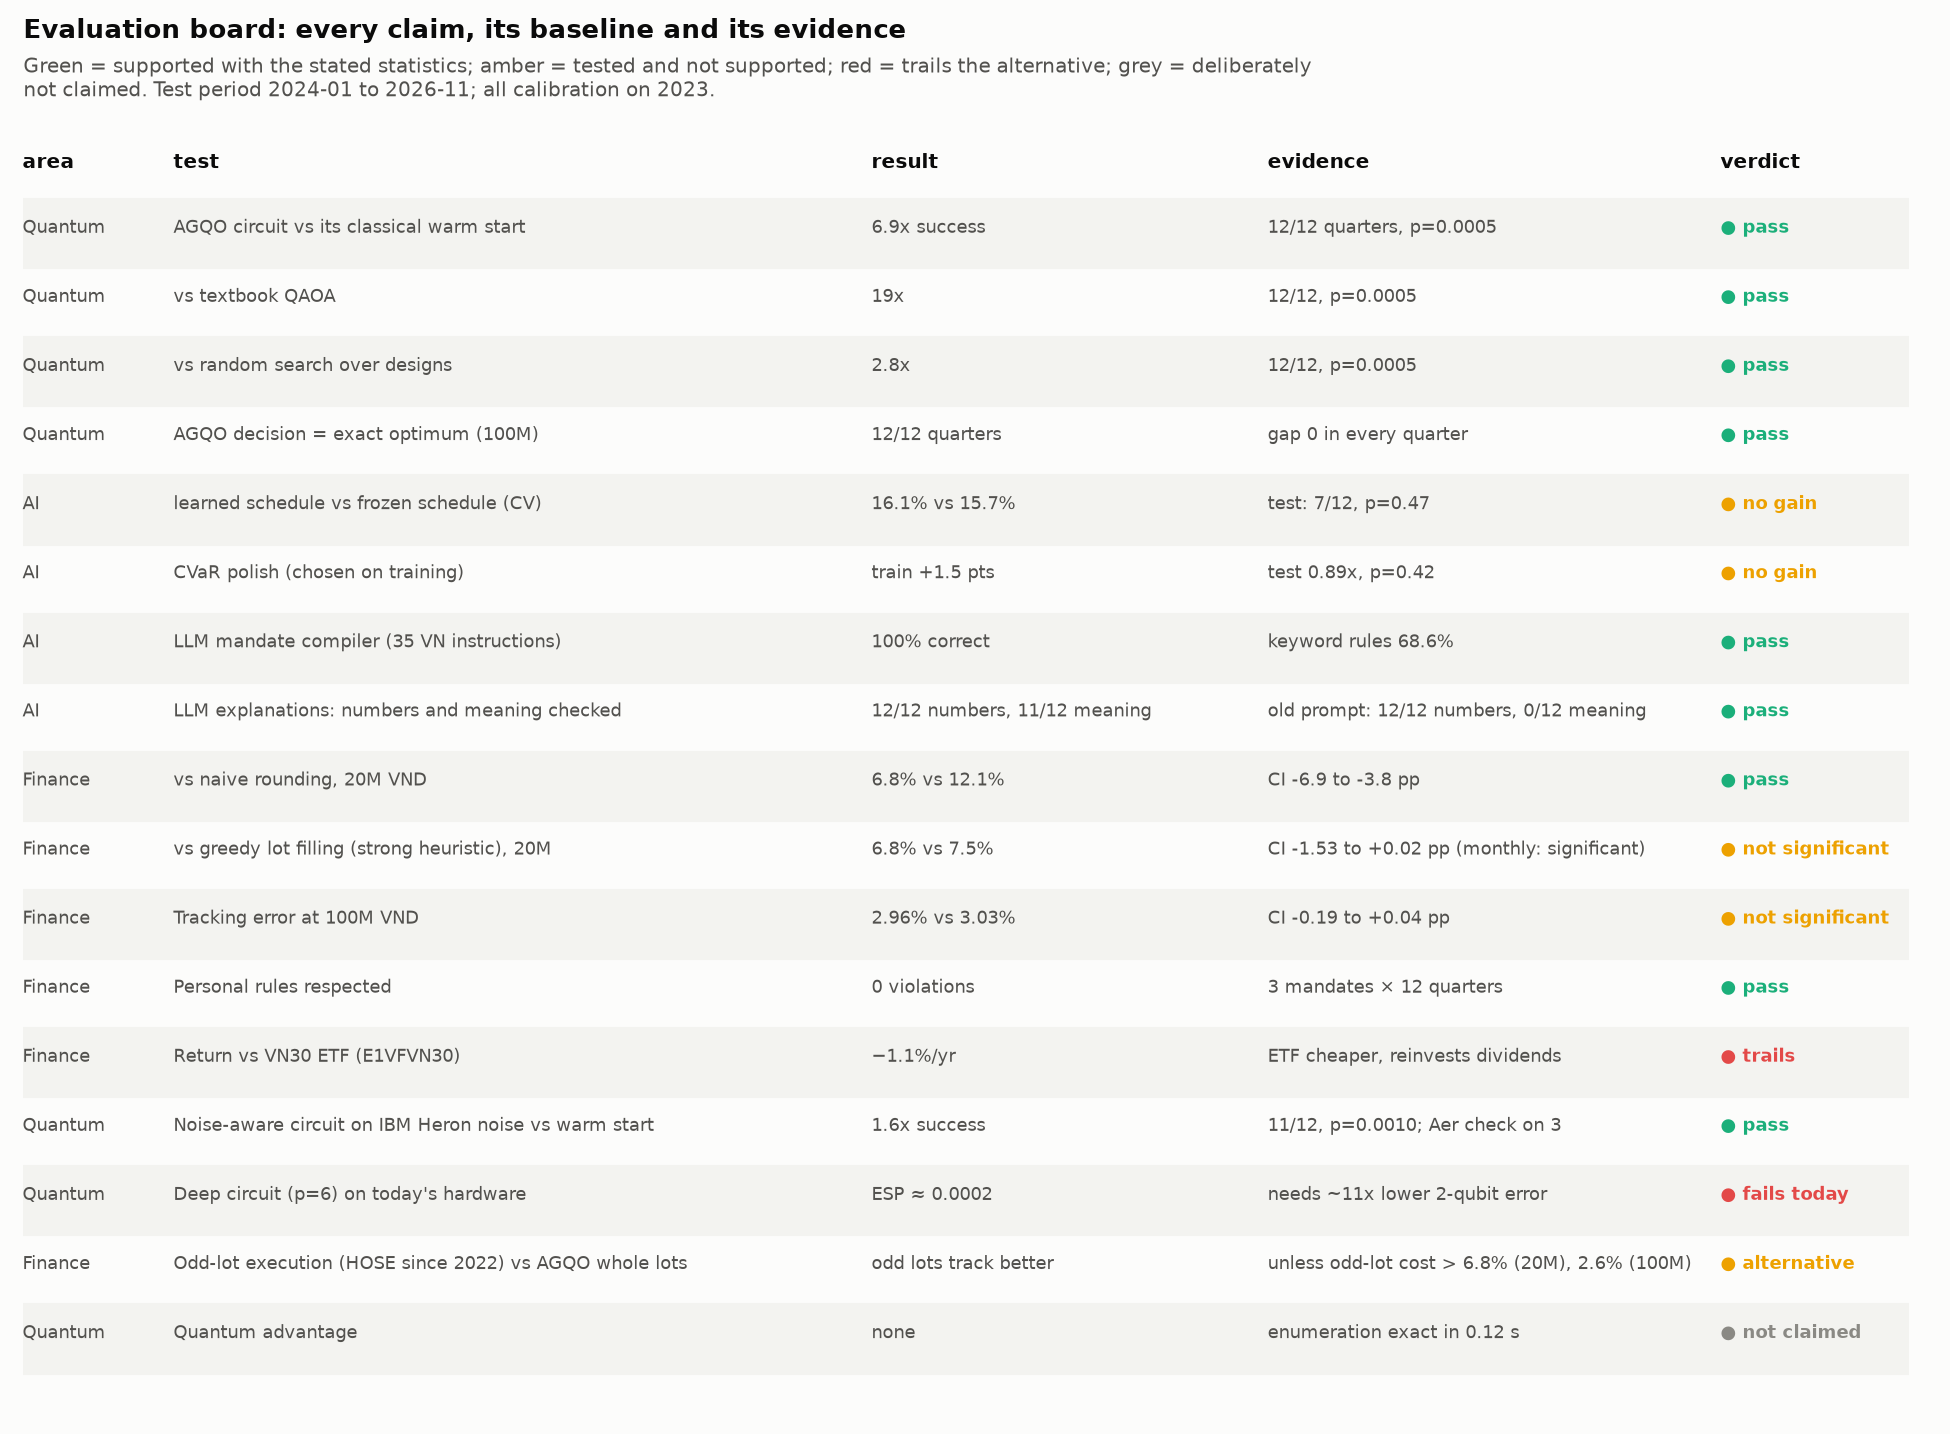 Evaluation board: every claim, its baseline and its evidence
Green = supported with the stated statistics; amber = tested and not supported; red = trails the alternative; grey = deliberately
not claimed. Test period 2024-01 to 2026-11; all calibration on 2023.
area test result evidence verdict
Quantum AGQO circuit vs its classical warm start 6.9x success 12/12 quarters, p=0.0005 ● pass
Quantum vs textbook QAOA 19x 12/12, p=0.0005 ● pass
Quantum vs random search over designs 2.8x 12/12, p=0.0005 ● pass
Quantum AGQO decision = exact optimum (100M) 12/12 quarters gap 0 in every quarter ● pass
AI learned schedule vs frozen schedule (CV) 16.1% vs 15.7% test: 7/12, p=0.47 ● no gain
AI CVaR polish (chosen on training) train +1.5 pts test 0.89x, p=0.42 ● no gain
AI LLM mandate compiler (35 VN instructions) 100% correct keyword rules 68.6% ● pass
AI LLM explanations: numbers and meaning checked 12/12 numbers, 11/12 meaning old prompt: 12/12 numbers, 0/12 meaning ● pass
Finance vs naive rounding, 20M VND 6.8% vs 12.1% CI -6.9 to -3.8 pp ● pass
Finance vs greedy lot filling (strong heuristic), 20M 6.8% vs 7.5% CI -1.53 to +0.02 pp (monthly: significant) ● not significant
Finance Tracking error at 100M VND 2.96% vs 3.03% CI -0.19 to +0.04 pp ● not significant
Finance Personal rules respected 0 violations 3 mandates × 12 quarters ● pass
Finance Return vs VN30 ETF (E1VFVN30) −1.1%/yr ETF cheaper, reinvests dividends ● trails
Quantum Noise-aware circuit on IBM Heron noise vs warm start 1.6x success 11/12, p=0.0010; Aer check on 3 ● pass
Quantum Deep circuit (p=6) on today's hardware ESP ≈ 0.0002 needs ~11x lower 2-qubit error ● fails today
Finance Odd-lot execution (HOSE since 2022) vs AGQO whole lots odd lots track better unless odd-lot cost > 6.8% (20M), 2.6% (100M) ● alternative
Quantum Quantum advantage none enumeration exact in 0.12 s ● not claimed